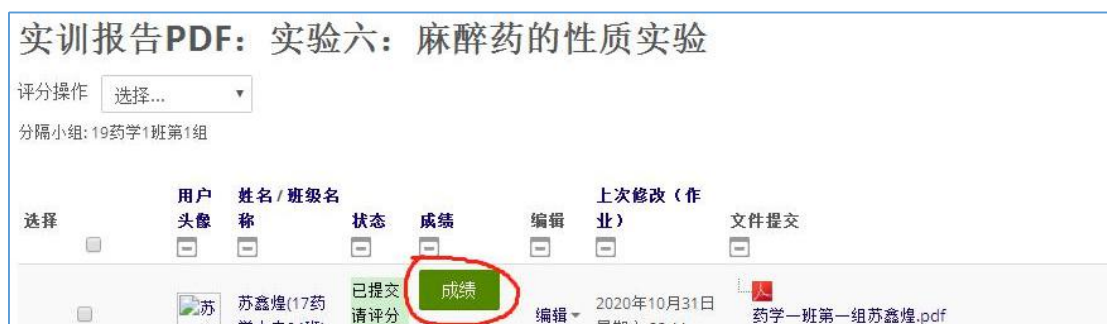 实训报告PDF：实验六：麻醉药的性质实验
评分操作 选择...
分隔小组: 19药学1班第1组
用户 姓名 / 班级名 上次修改（作
选择 头像 称 状态 成绩 编辑 业） 文件提交
已提交 成绩
苏 苏鑫煌(17药 请评分 编辑 2020年10月31日 药学一班第一组苏鑫煌.pdf